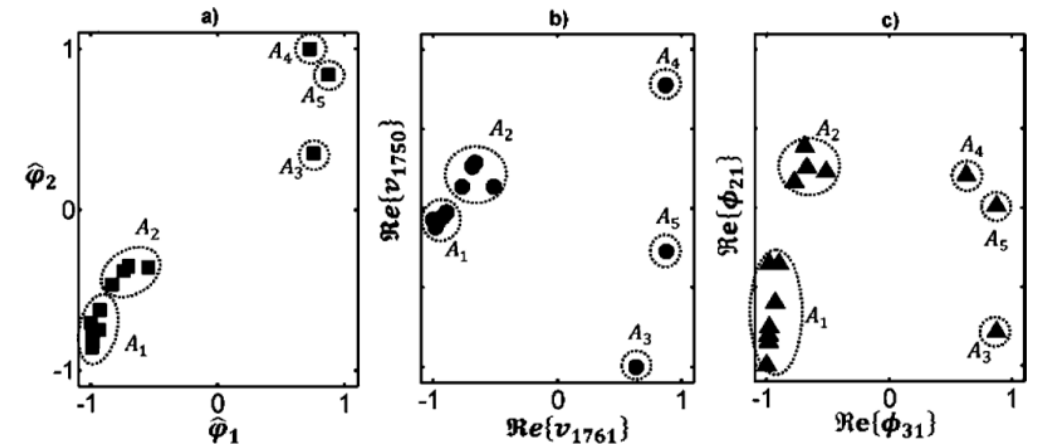 a)
1
0
-1
-1
0
1
φ̂₂
φ̂₁
A₄
A₅
A₃
A₂
A₁
b)
-1
0
1
ℜe{v₁₇₅₀}
ℜe{v₁₇₆₁}
A₄
A₂
A₁
A₅
A₃
c)
-1
0
1
ℜe{ϕ₂₁}
ℜe{ϕ₃₁}
A₂
A₄
A₅
A₁
A₃